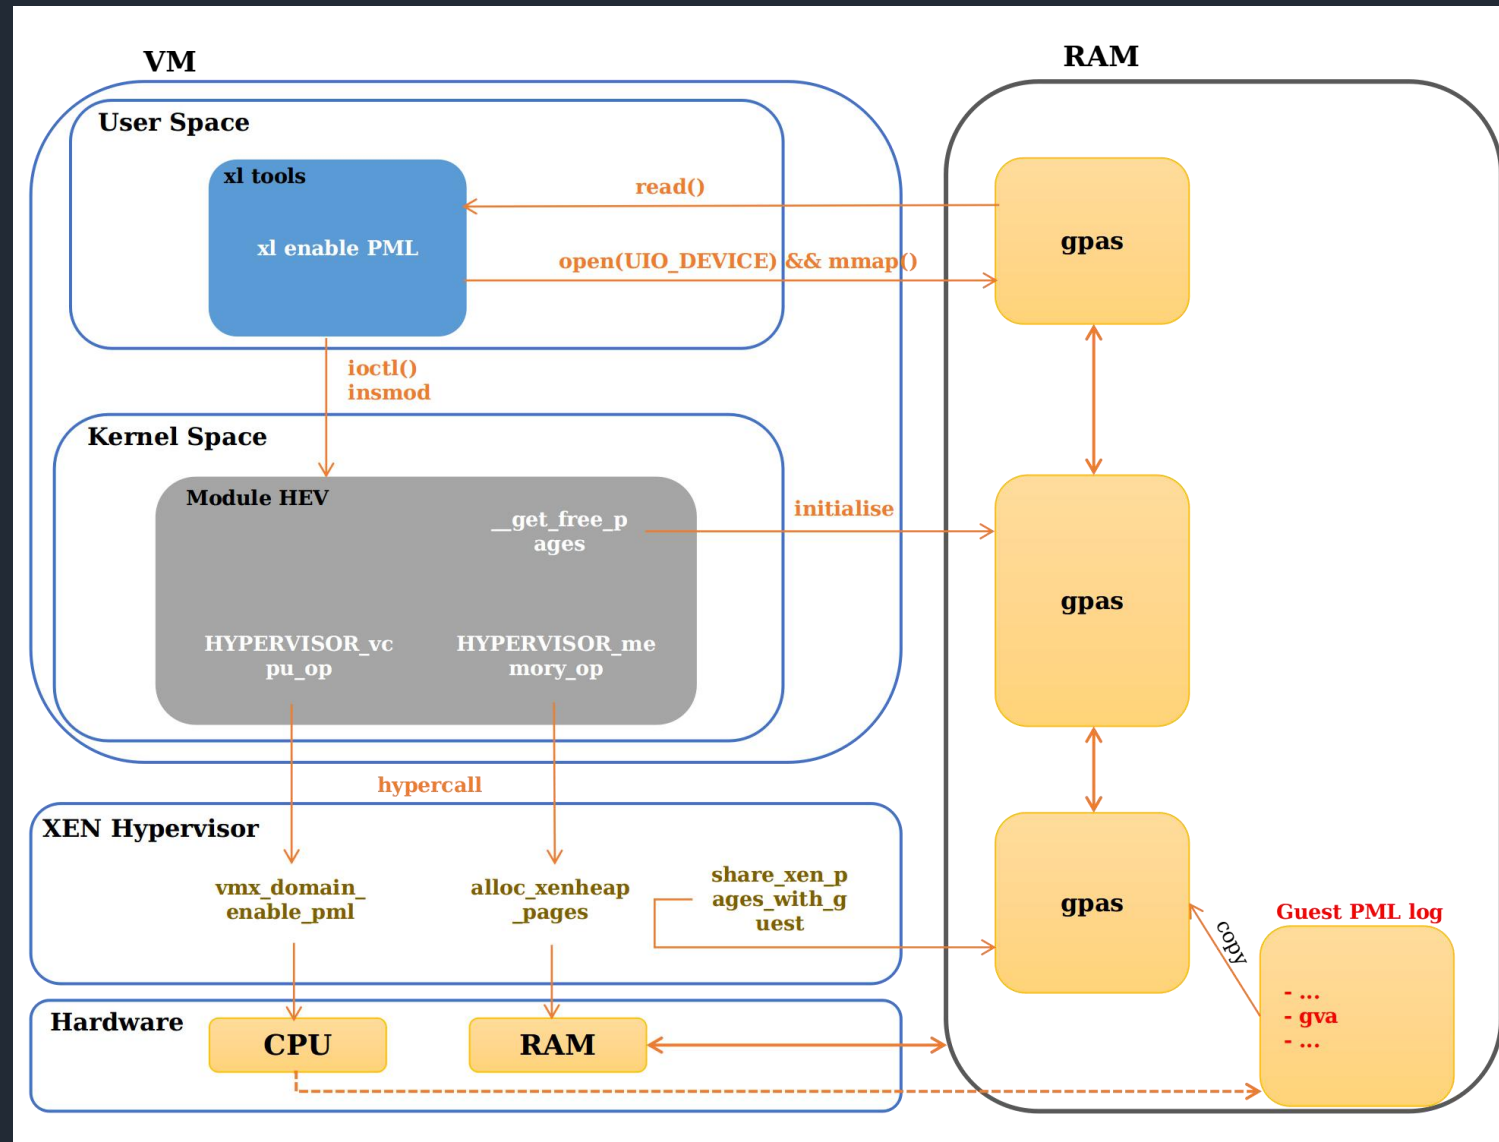 VM
RAM
User Space
xl tools
xl enable PML
read()
open(UIO_DEVICE) && mmap()
gpas
ioctl()
insmod
Kernel Space
Module HEV
__get_free_p
ages
initialise
HYPERVISOR_vc
pu_op
HYPERVISOR_me
mory_op
gpas
hypercall
XEN Hypervisor
vmx_domain_
enable_pml
alloc_xenheap
_pages
share_xen_p
ages_with_g
uest
gpas
copy
Guest PML log
- ...
- gva
- ...
Hardware
CPU
RAM